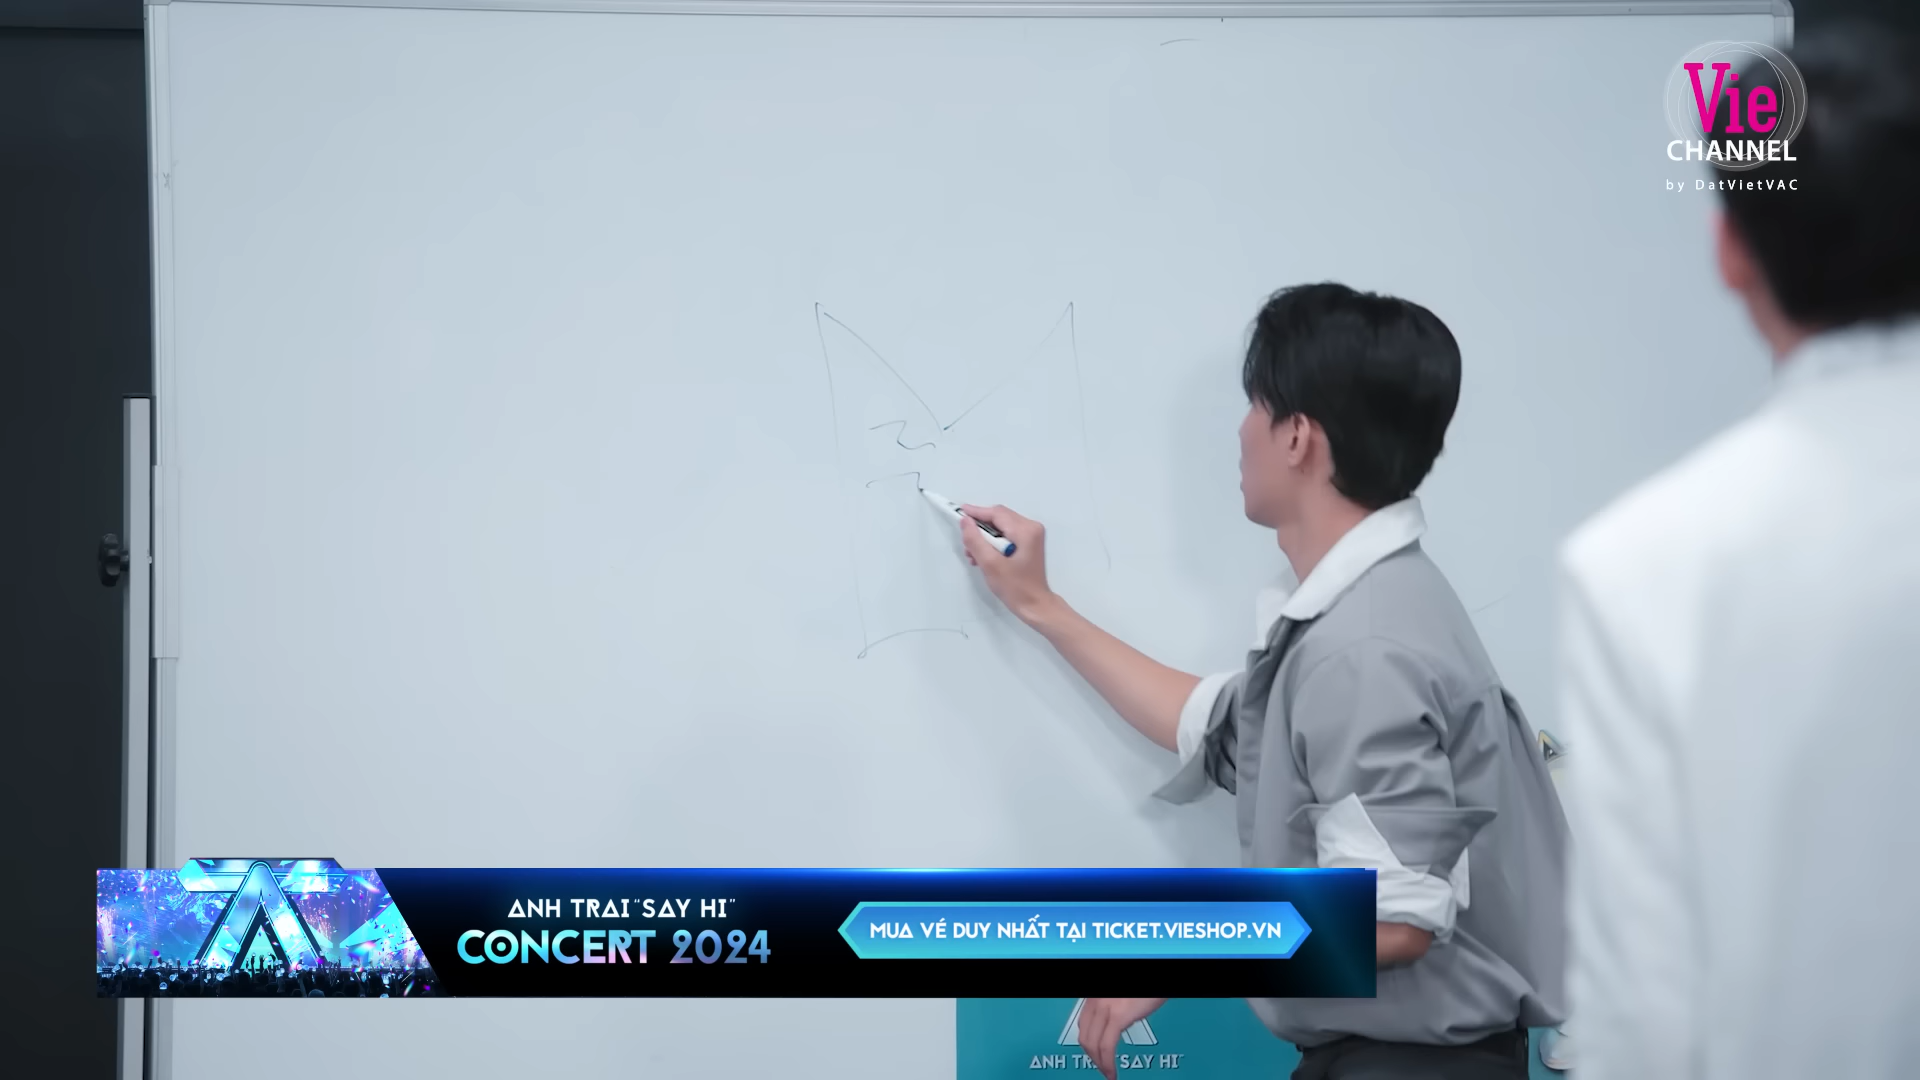 Vie
CHANNEL
by DatVietVAC
ANH TRAI "SAY HI"
CONCERT 2024
MUA VÉ DUY NHẤT TẠI TICKET.VIESHOP.VN
ANH "SAY HI"